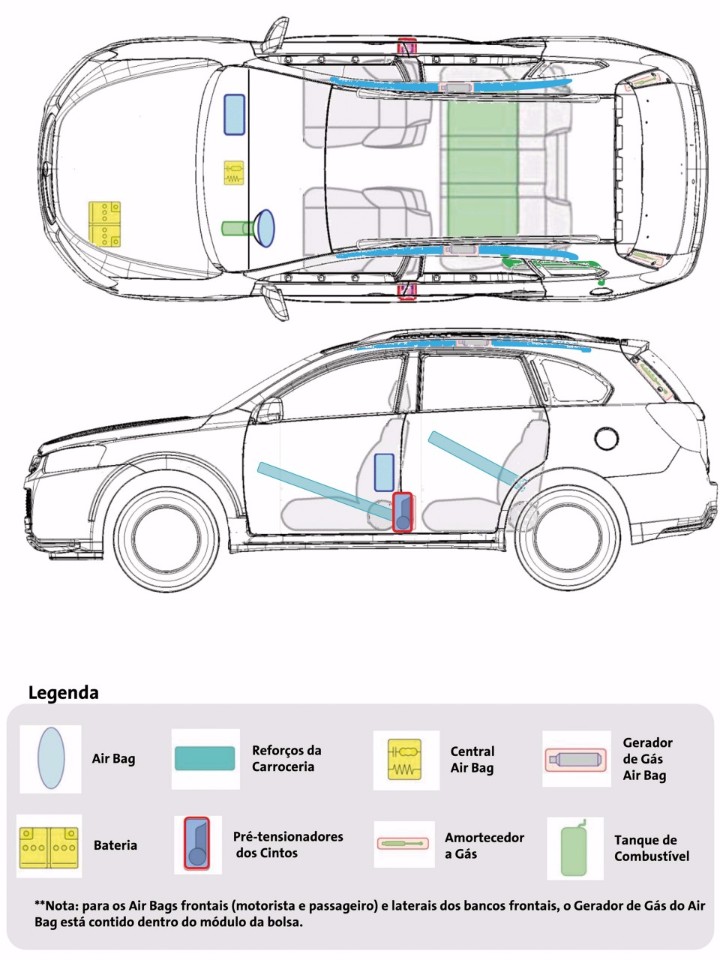 Legenda
Air Bag
Reforços da
Carroceria
Central
Air Bag
Gerador
de Gás
Air Bag
Bateria
Pré-tensionadores
dos Cintos
Amortecedor
a Gás
Tanque de
Combustível
**Nota: para os Air Bags frontais (motorista e passageiro) e laterais dos bancos frontais, o Gerador de Gás do Air
Bag está contido dentro do módulo da bolsa.